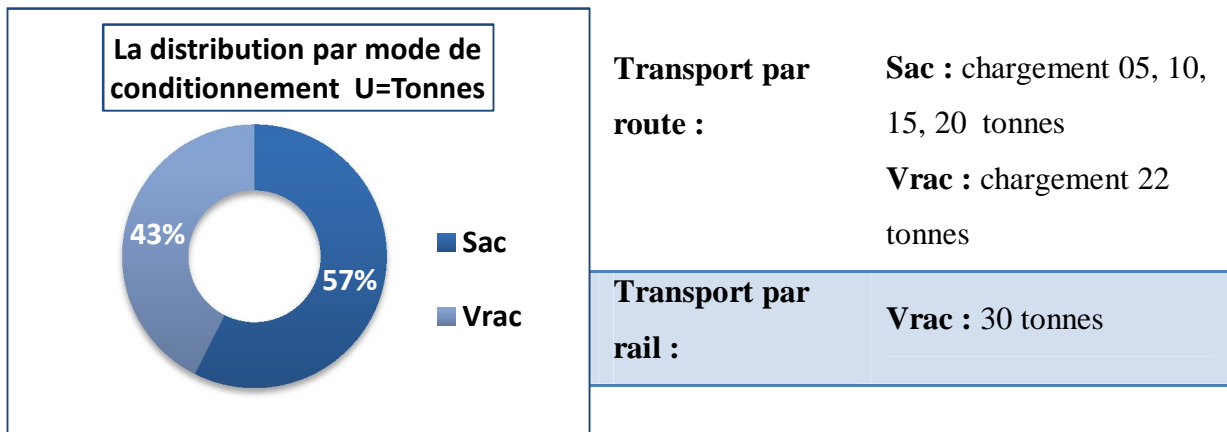 La distribution par mode de
conditionnement U=Tonnes
43%
57%
Sac
Vrac
Transport par
route :
Sac : chargement 05, 10,
15, 20 tonnes
Vrac : chargement 22
tonnes
Transport par
rail :
Vrac : 30 tonnes